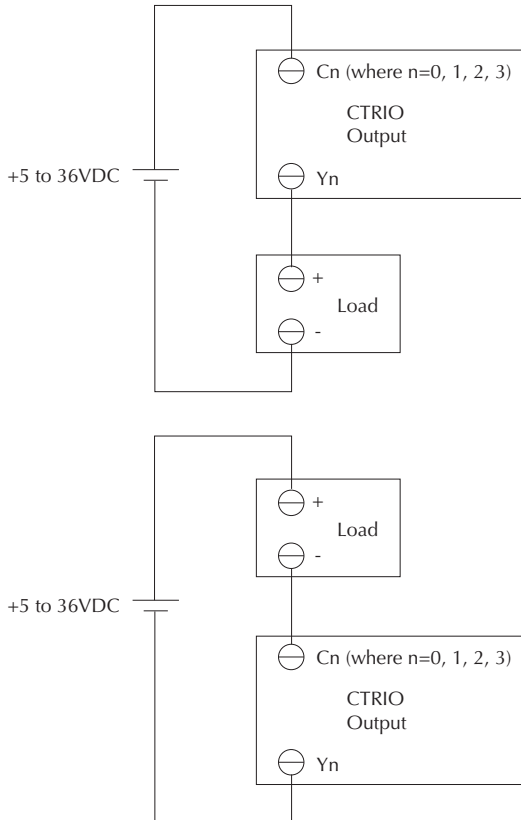 Cn (where n=0, 1, 2, 3)
CTRIO
Output
+5 to 36VDC
Yn
+
Load
-
+
Load
-
+5 to 36VDC
Cn (where n=0, 1, 2, 3)
CTRIO
Output
Yn